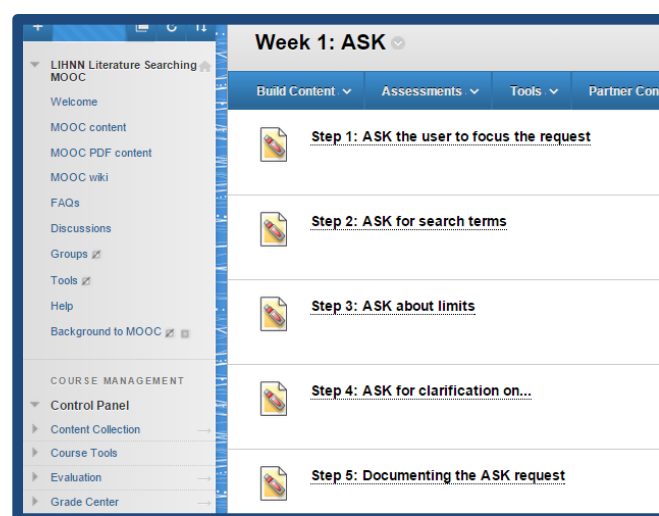 LIHNN Literature Searching
MOOC
Welcome
MOOC content
MOOC PDF content
MOOC wiki
FAQs
Discussions
Groups
Tools
Help
Background to MOOC
COURSE MANAGEMENT
Control Panel
Content Collection
Course Tools
Evaluation
Grade Center
Week 1: ASK
Build Content Assessments Tools Partner Con
Step 1: ASK the user to focus the request
Step 2: ASK for search terms
Step 3: ASK about limits
Step 4: ASK for clarification on...
Step 5: Documenting the ASK request